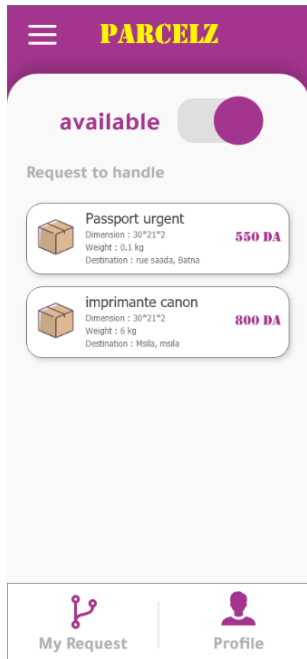 PARCELZ
available
Request to handle
Passport urgent
Dimension : 30*21*2
Weight : 0.1 kg
Destination : rue saada, Batna
550 DA
imprimante canon
Dimension : 30*21*2
Weight : 6 kg
Destination : Msila, msila
800 DA
My Request
Profile